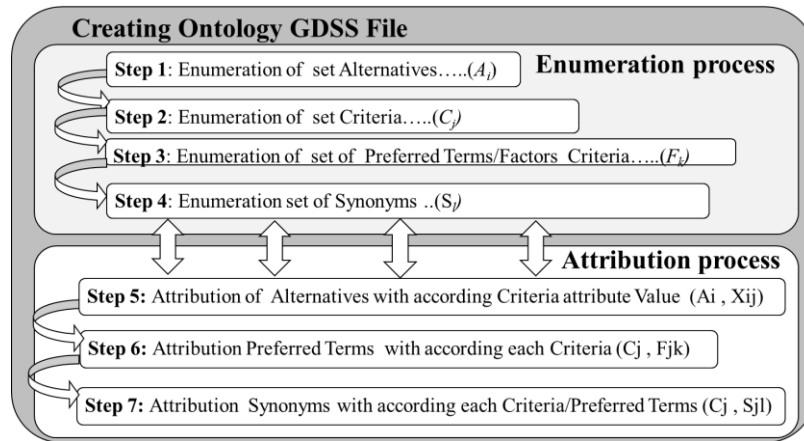 Creating Ontology GDSS File
Enumeration process
Step 1: Enumeration of set Alternatives…..(Ai)
Step 2: Enumeration of set Criteria…..(Cj)
Step 3: Enumeration of set of Preferred Terms/Factors Criteria…..(Fk)
Step 4: Enumeration set of Synonyms ..(Sl)
Attribution process
Step 5: Attribution of Alternatives with according Criteria attribute Value (Ai , Xij)
Step 6: Attribution Preferred Terms with according each Criteria (Cj , Fjk)
Step 7: Attribution Synonyms with according each Criteria/Preferred Terms (Cj , Sjl)